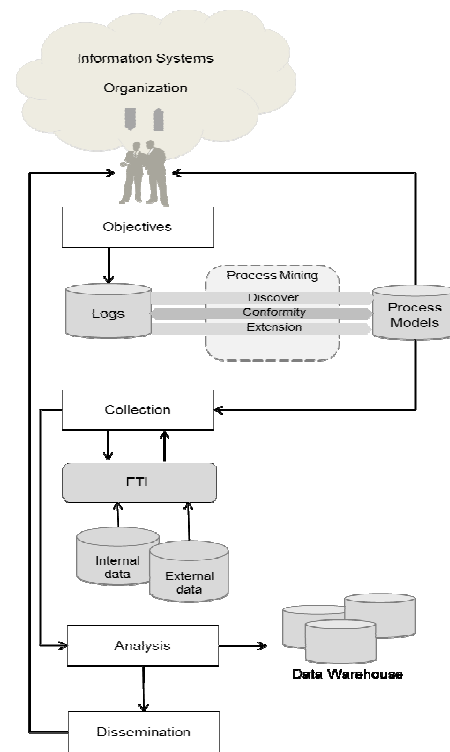 Information Systems
Organization
Objectives
Process Mining
Discover
Conformity
Extension
Logs
Process
Models
Collection
ETL
Internal
data
External
data
Analysis
Data Warehouse
Dissemination